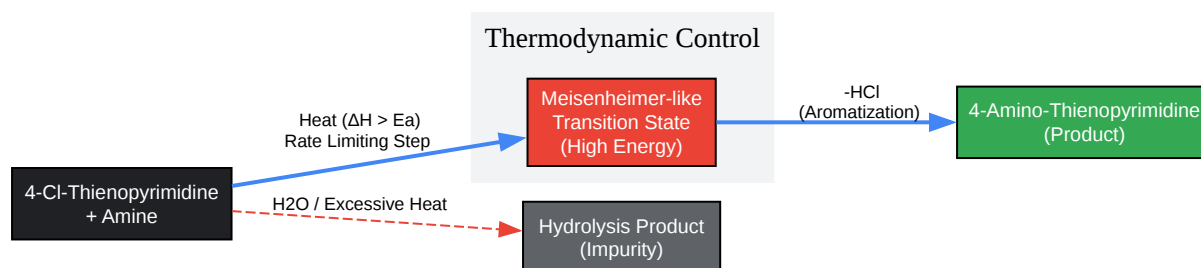 Thermodynamic Control
4-Cl-Thienopyrimidine
+ Amine
Heat (ΔH > Ea)
Rate Limiting Step
Meisenheimer-like
Transition State
(High Energy)
-HCl
(Aromatization)
4-Amino-Thienopyrimidine
(Product)
H2O / Excessive Heat
Hydrolysis Product
(Impurity)